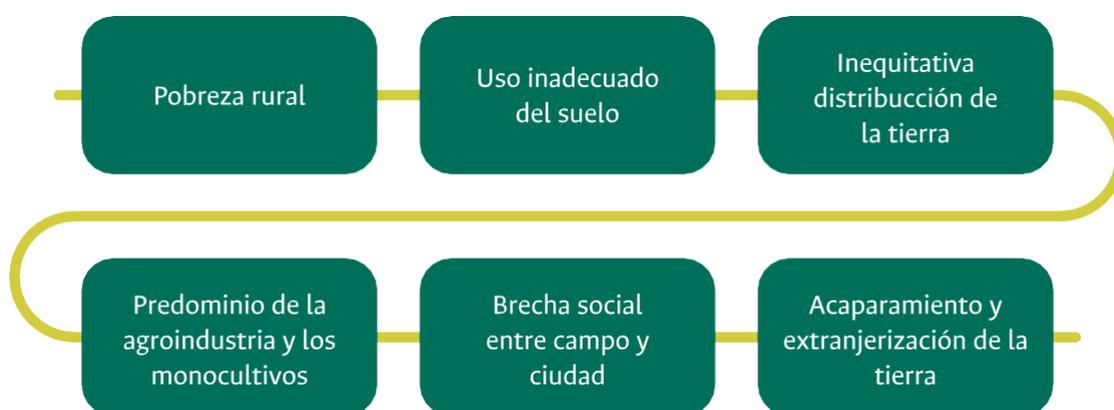 Pobreza rural
Uso inadecuado
del suelo
Inequitativa
distribucción de
la tierra
Predominio de la
agroindustria y los
monocultivos
Brecha social
entre campo y
ciudad
Acaparamiento y
extranjerización de la
tierra